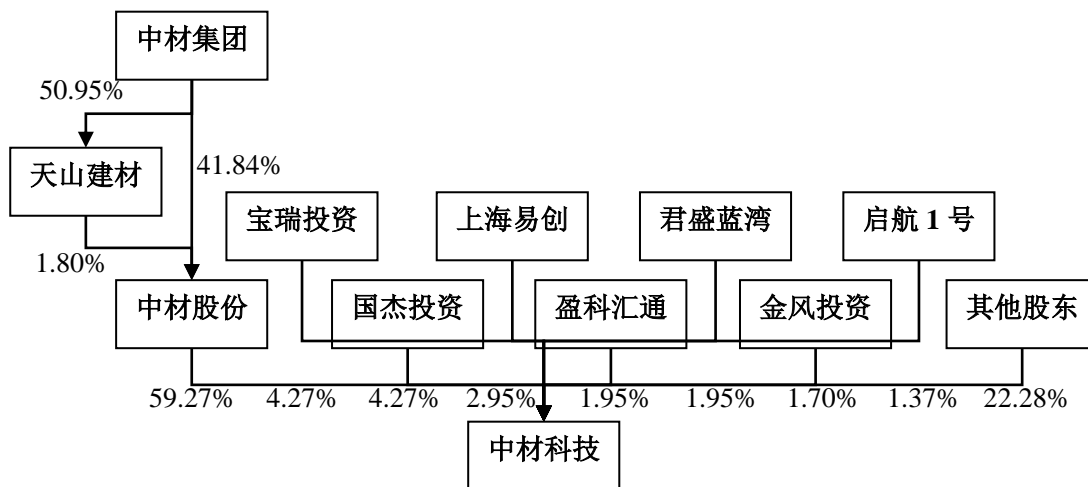 中材集团
50.95%
天山建材
41.84%
宝瑞投资
上海易创
君盛蓝湾
启航 1 号
1.80%
中材股份
国杰投资
盈科汇通
金风投资
其他股东
59.27%
4.27%
4.27%
2.95%
1.95%
1.95%
1.70%
1.37%
22.28%
中材科技